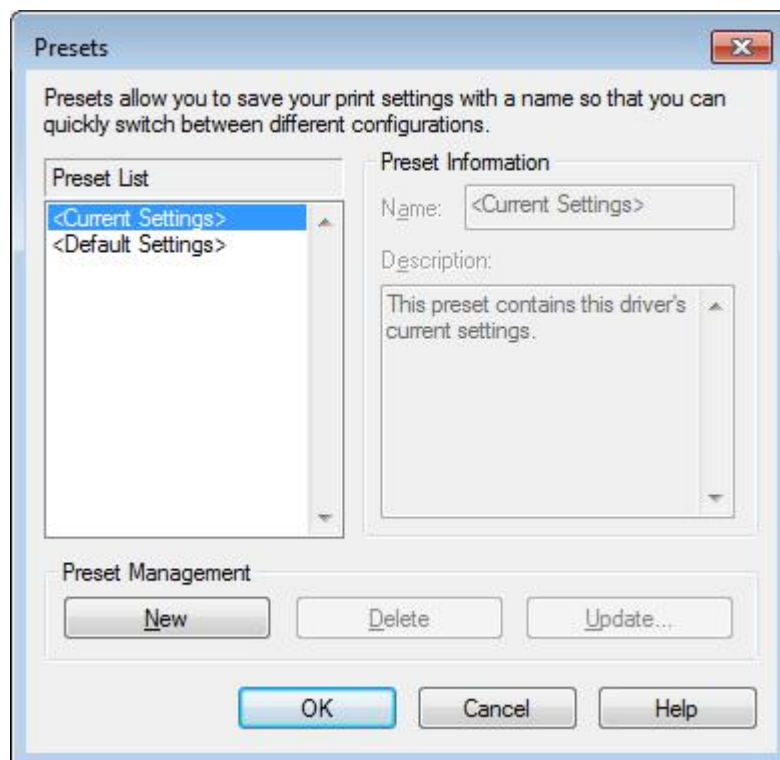 Presets
Presets allow you to save your print settings with a name so that you can
quickly switch between different configurations.
Preset List
<Current Settings>
<Default Settings>
Preset Information
Name: <Current Settings>
Description:
This preset contains this driver's
current settings.
Preset Management
New Delete Update...
OK Cancel Help